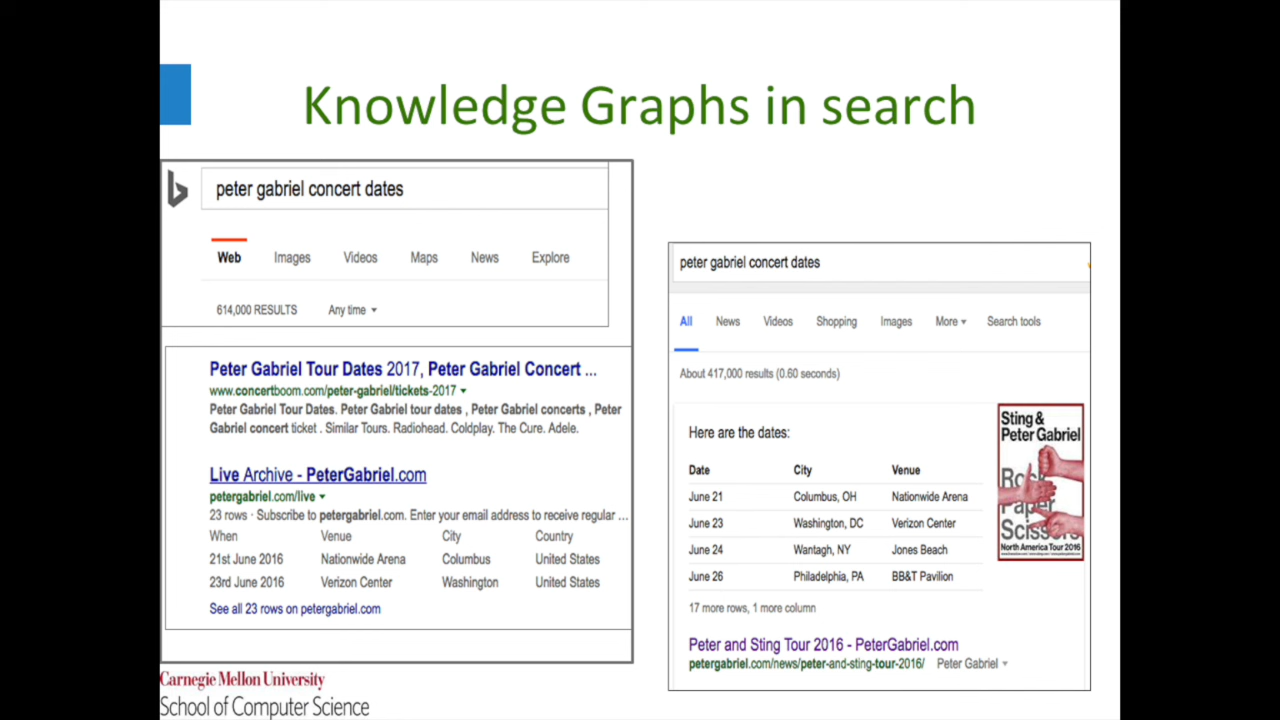 Knowledge Graphs in search
peter gabriel concert dates
Web Images Videos Maps News Explore
614,000 RESULTS Any time
Peter Gabriel Tour Dates 2017, Peter Gabriel Concert ...
www.concertboom.com/peter-gabriel/tickets-2017
Peter Gabriel Tour Dates. Peter Gabriel tour dates , Peter Gabriel concerts , Peter
Gabriel concert ticket . Similar Tours. Radiohead. Coldplay. The Cure. Adele.
Live Archive - PeterGabriel.com
petergabriel.com/live
23 rows · Subscribe to petergabriel.com. Enter your email address to receive regular ...
When Venue City Country
21st June 2016 Nationwide Arena Columbus United States
23rd June 2016 Verizon Center Washington United States
See all 23 rows on petergabriel.com
peter gabriel concert dates
All News Videos Shopping Images More Search tools
About 417,000 results (0.60 seconds)
Here are the dates:
Date City Venue
June 21 Columbus, OH Nationwide Arena
June 23 Washington, DC Verizon Center
June 24 Wantagh, NY Jones Beach
June 26 Philadelphia, PA BB&T Pavilion
17 more rows, 1 more column
Sting &
Peter Gabriel
Rock
Paper
Scissors
North America Tour 2016
Peter and Sting Tour 2016 - PeterGabriel.com
petergabriel.com/news/peter-and-sting-tour-2016/ Peter Gabriel
Carnegie Mellon University
School of Computer Science